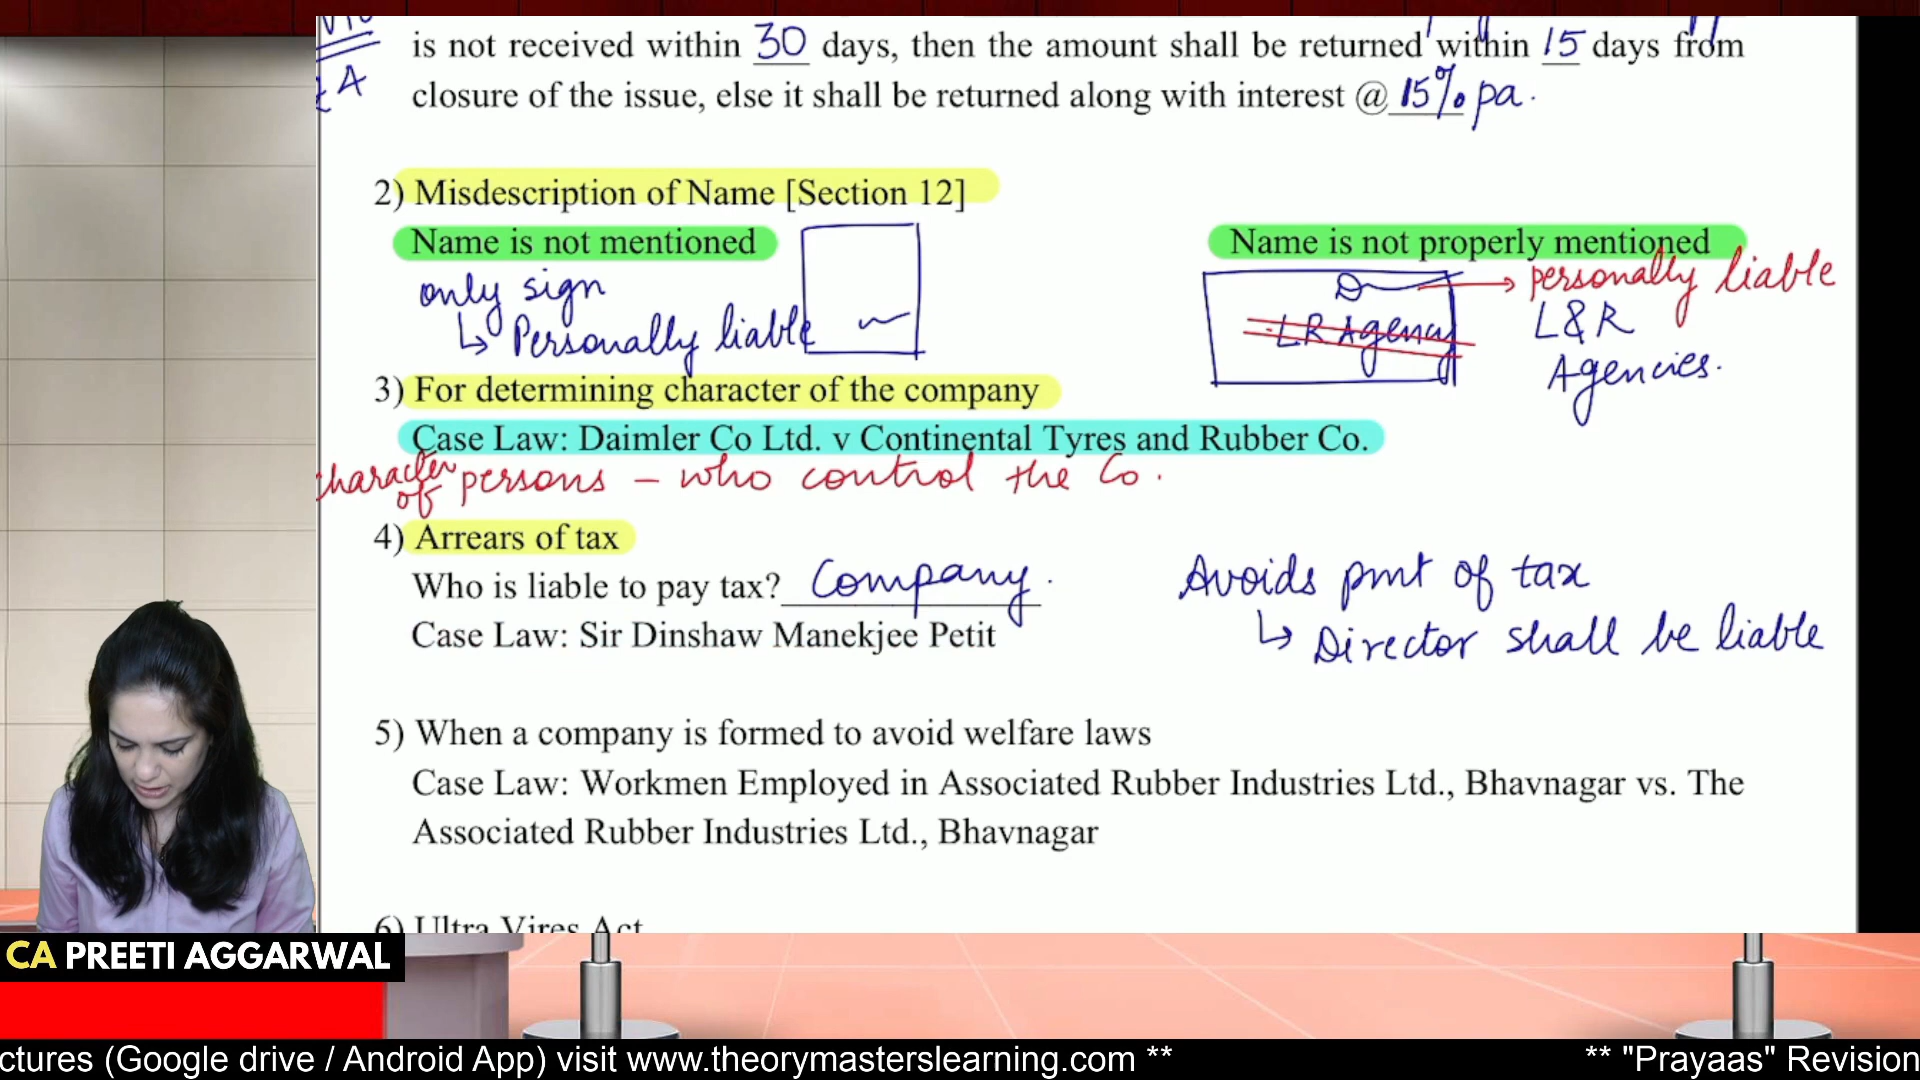 is not received within 30 days, then the amount shall be returned within 15 days from
closure of the issue, else it shall be returned along with interest @ 15% pa.
2) Misdescription of Name [Section 12]
Name is not mentioned
only sign
↳ Personally liable
Name is not properly mentioned
→ personally liable
LR Agency
L&R
Agencies.
3) For determining character of the company
Case Law: Daimler Co Ltd. v Continental Tyres and Rubber Co.
character of persons – who control the Co.
4) Arrears of tax
Who is liable to pay tax? Company.
Case Law: Sir Dinshaw Manekjee Petit
Avoids pmt of tax
↳ Director shall be liable
5) When a company is formed to avoid welfare laws
Case Law: Workmen Employed in Associated Rubber Industries Ltd., Bhavnagar vs. The
Associated Rubber Industries Ltd., Bhavnagar
6) Ultra Vires Act
CA PREETI AGGARWAL
ctures (Google drive / Android App) visit www.theorymasterslearning.com ** ** "Prayaas" Revision